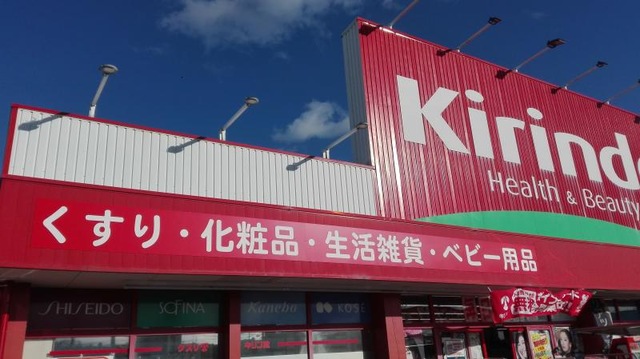 Kirind
Health & Beauty
くすり・化粧品・生活雑貨・ベビー用品
SHISEIDO
SOFINA
Kanebo
KOSÉ